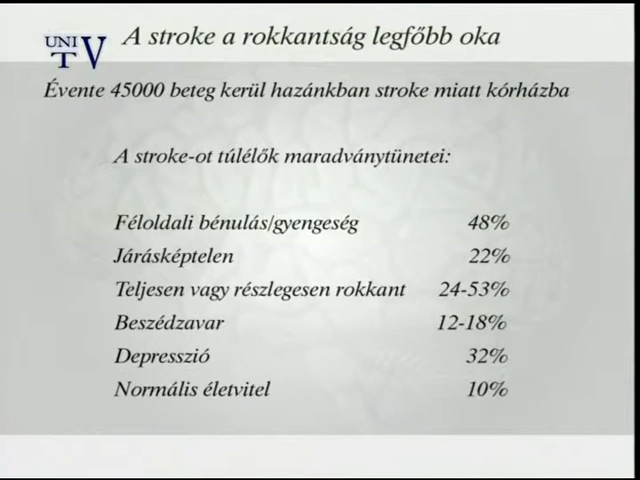 UNI
TV
A stroke a rokkantság legfőbb oka
Évente 45000 beteg kerül hazánkban stroke miatt kórházba
A stroke-ot túlélők maradványtünetei:
Féloldali bénulás/gyengeség 48%
Járásképtelen 22%
Teljesen vagy részlegesen rokkant 24-53%
Beszédzavar 12-18%
Depresszió 32%
Normális életvitel 10%